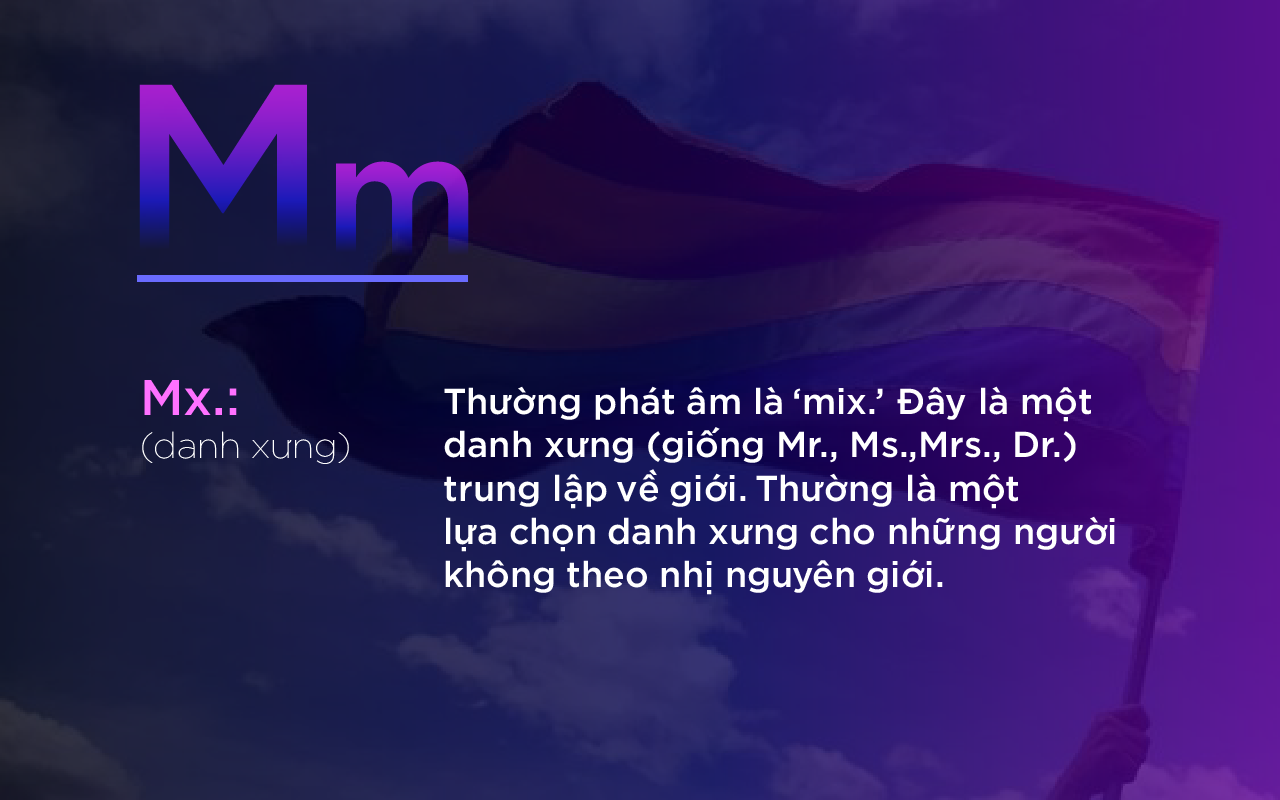 Mm
Mx.:
(danh xưng)
Thường phát âm là ‘mix.’ Đây là một
danh xưng (giống Mr., Ms.,Mrs., Dr.)
trung lập về giới. Thường là một
lựa chọn danh xưng cho những người
không theo nhị nguyên giới.